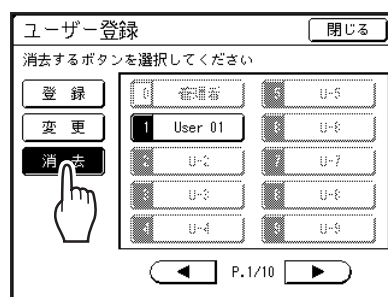 ユーザー登録 閉じる
消去するボタンを選択してください
登 録 0 管理者 5 U-5
変 更 1 User 01 6 U-6
消 去 2 U-2 7 U-7
3 U-3 8 U-8
4 U-4 9 U-9
◀ P.1/10 ▶